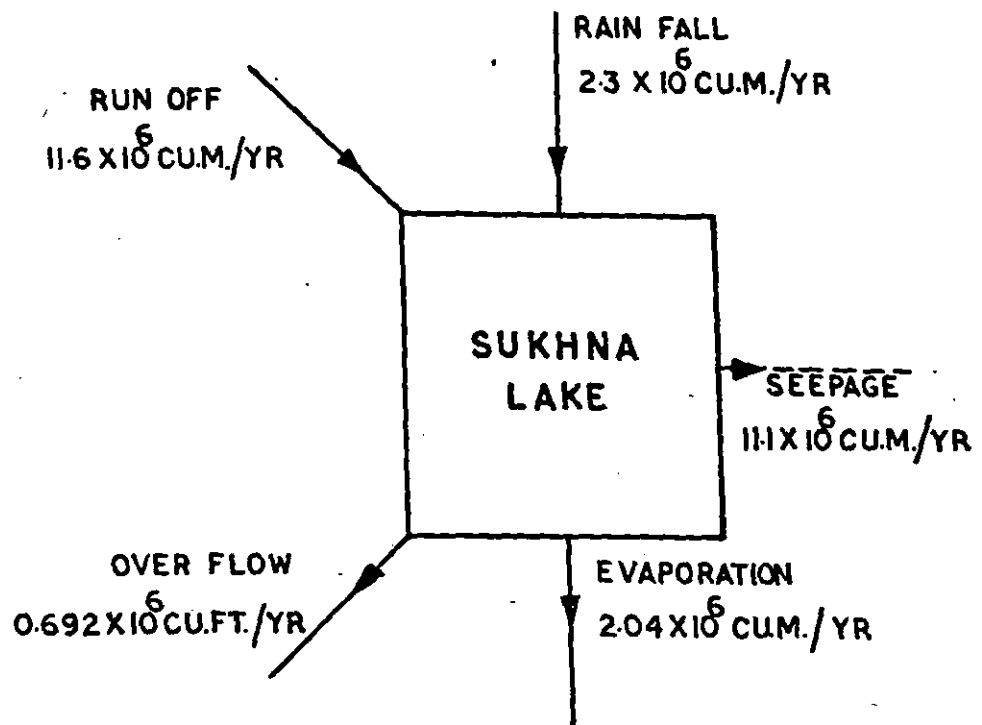 RAIN FALL
2.3 X 10⁶ CU.M./YR
RUN OFF
11.6 X 10⁶ CU.M./YR
SUKHNA
LAKE
SEEPAGE
11.1 X 10⁶ CU.M./YR
OVER FLOW
0.692 X 10⁶ CU.FT./YR
EVAPORATION
2.04 X 10⁶ CU.M./YR